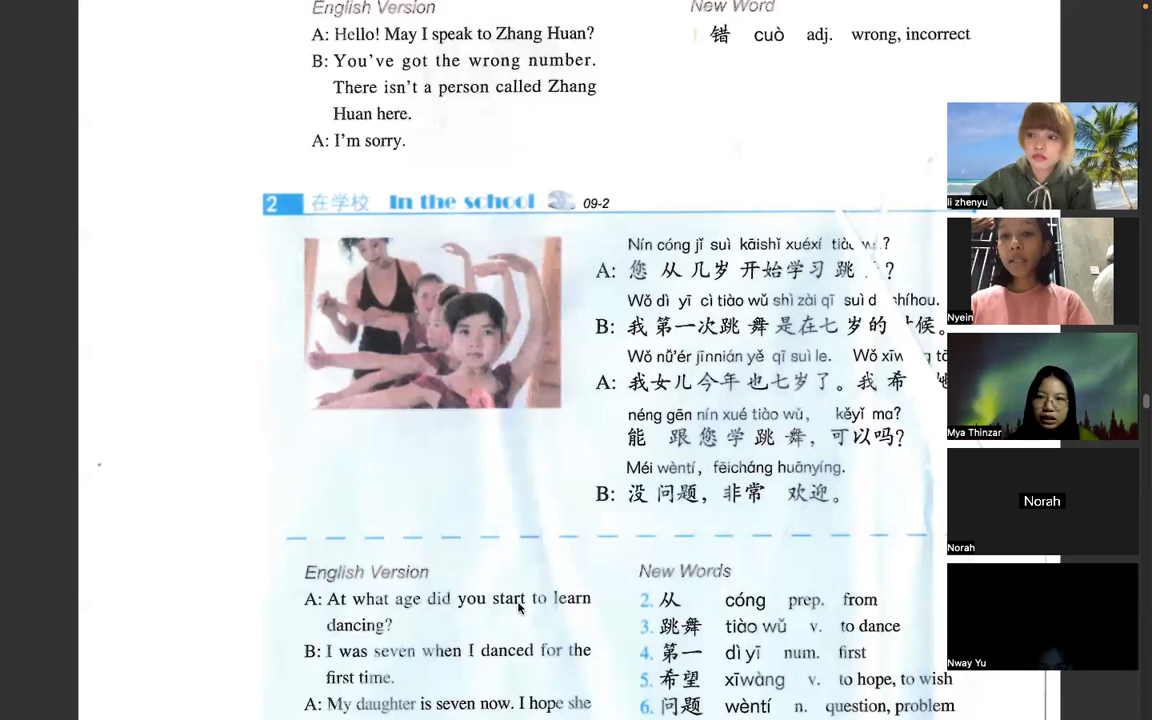 English Version
A: Hello! May I speak to Zhang Huan?
B: You've got the wrong number.
There isn't a person called Zhang
Huan here.
A: I'm sorry.
New Word
1 错 cuò adj. wrong, incorrect
2 在学校 In the school 09-2
Nín cóng jǐ suì kāishǐ xuéxí ?
A: 您 从 几岁 开始学习 跳 ?
Wǒ dì yī cì tiào wǔ shì zài qī suì shíhou.
B: 我 第一次跳 舞 是在七 岁的 候。
Wǒ nǚ'ér jīnnián yě qī suì le. Wǒ
A: 我女儿今年也七岁了。我 希
néng gēn nín xué tiào wǔ, kěyǐ ma?
能 跟您学 跳 舞, 可以吗?
Méi wèntí, fēicháng huānyíng.
B: 没 问题, 非常 欢迎。
English Version
A: At what age did you start to learn
dancing?
B: I was seven when I danced for the
first time.
A: My daughter is seven now. I hope she
New Words
2. 从 cóng prep. from
3. 跳舞 tiào wǔ v. to dance
4. 第一 dì yī num. first
5. 希望 xīwàng v. to hope, to wish
6. 问题 wèntí n. question, problem
li zhenyu
Nyein
Mya Thinzar
Norah
Norah
Nway Yu